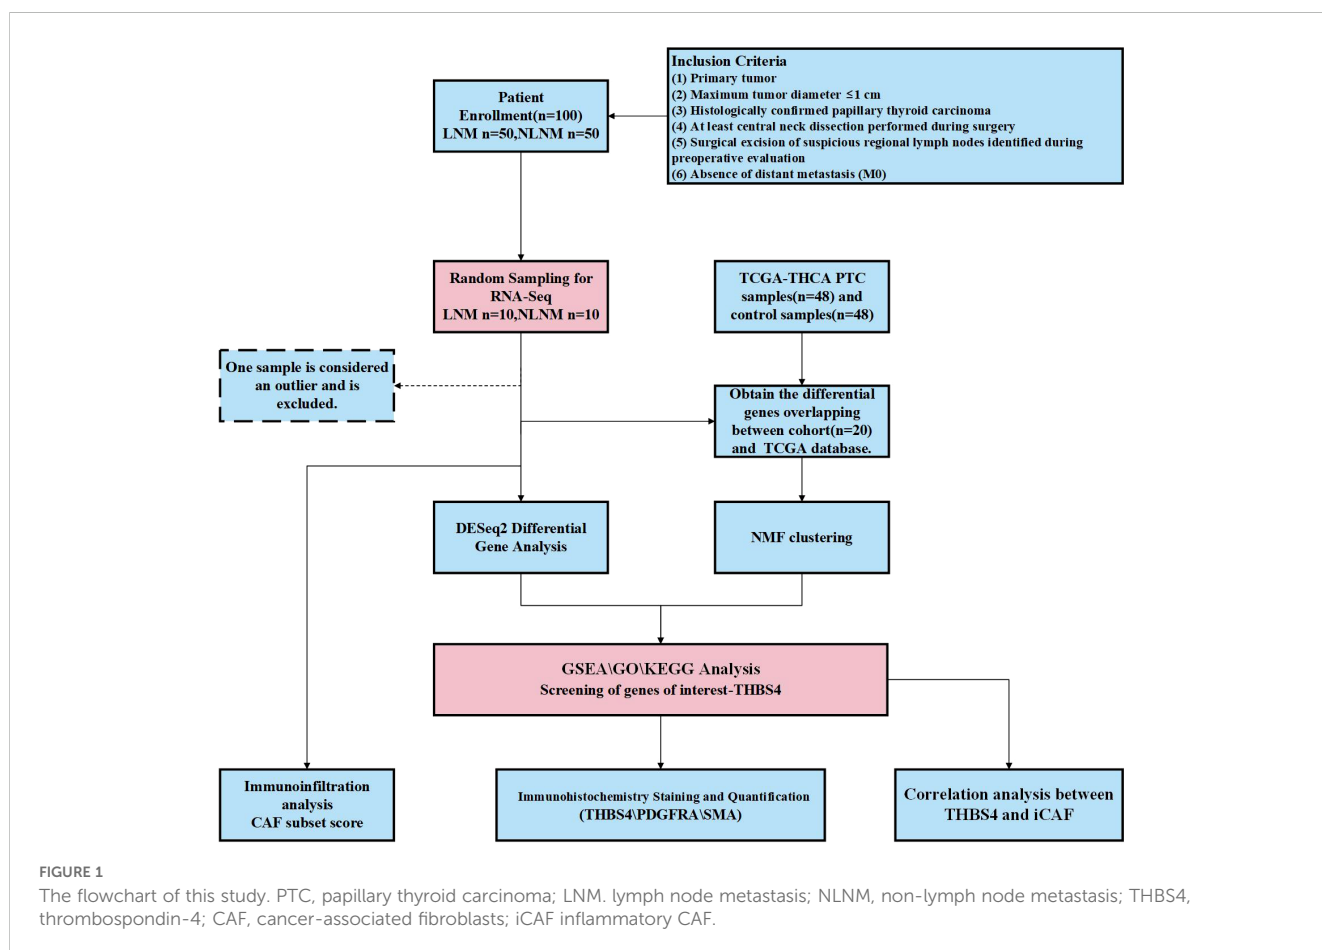 Inclusion Criteria
(1) Primary tumor
(2) Maximum tumor diameter ≤1 cm
(3) Histologically confirmed papillary thyroid carcinoma
(4) At least central neck dissection performed during surgery
(5) Surgical excision of suspicious regional lymph nodes identified during
preoperative evaluation
(6) Absence of distant metastasis (M0)
Patient
Enrollment(n=100)
LNM n=50,NLNM n=50
Random Sampling for
RNA-Seq
LNM n=10,NLNM n=10
TCGA-THCA PTC
samples(n=48) and
control samples(n=48)
One sample is considered
an outlier and is
excluded.
Obtain the differential
genes overlapping
between cohort(n=20)
and TCGA database.
DESeq2 Differential
Gene Analysis
NMF clustering
GSEA\GO\KEGG Analysis
Screening of genes of interest-THBS4
Immunoinfiltration
analysis
CAF subset score
Immunohistochemistry Staining and Quantification
(THBS4\PDGFRA\SMA)
Correlation analysis between
THBS4 and iCAF
FIGURE 1
The flowchart of this study. PTC, papillary thyroid carcinoma; LNM. lymph node metastasis; NLNM, non-lymph node metastasis; THBS4,
thrombospondin-4; CAF, cancer-associated fibroblasts; iCAF inflammatory CAF.